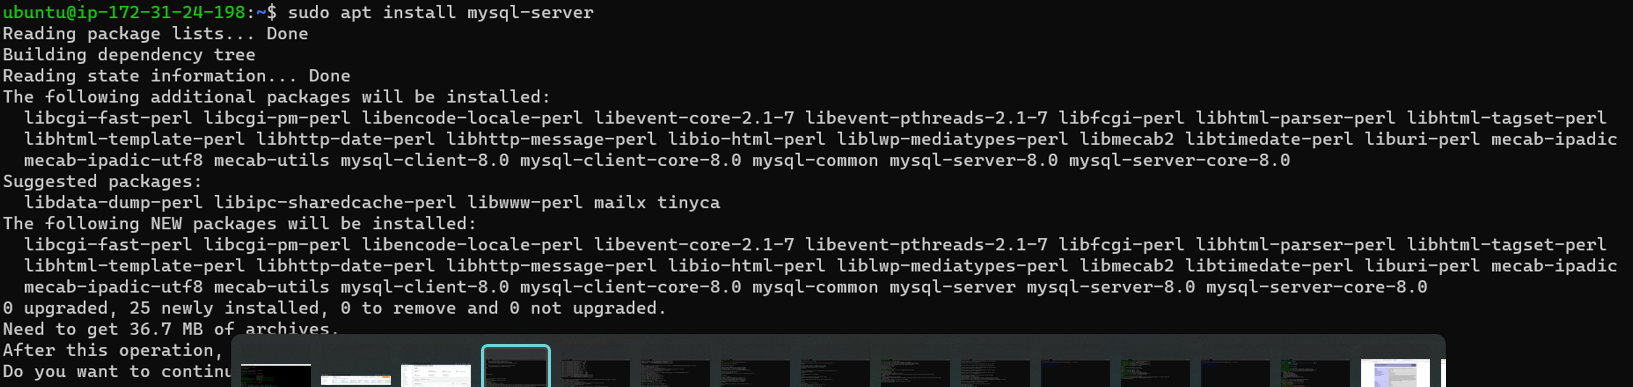 ubuntu@ip-172-31-24-198:~$ sudo apt install mysql-server
Reading package lists... Done
Building dependency tree
Reading state information... Done
The following additional packages will be installed:
  libcgi-fast-perl libcgi-pm-perl libencode-locale-perl libevent-core-2.1-7 libevent-pthreads-2.1-7 libfcgi-perl libhtml-parser-perl libhtml-tagset-perl
  libhtml-template-perl libhttp-date-perl libhttp-message-perl libio-html-perl liblwp-mediatypes-perl libmecab2 libtimedate-perl liburi-perl mecab-ipadic
  mecab-ipadic-utf8 mecab-utils mysql-client-8.0 mysql-client-core-8.0 mysql-common mysql-server-8.0 mysql-server-core-8.0
Suggested packages:
  libdata-dump-perl libipc-sharedcache-perl libwww-perl mailx tinyca
The following NEW packages will be installed:
  libcgi-fast-perl libcgi-pm-perl libencode-locale-perl libevent-core-2.1-7 libevent-pthreads-2.1-7 libfcgi-perl libhtml-parser-perl libhtml-tagset-perl
  libhtml-template-perl libhttp-date-perl libhttp-message-perl libio-html-perl liblwp-mediatypes-perl libmecab2 libtimedate-perl liburi-perl mecab-ipadic
  mecab-ipadic-utf8 mecab-utils mysql-client-8.0 mysql-client-core-8.0 mysql-common mysql-server mysql-server-8.0 mysql-server-core-8.0
0 upgraded, 25 newly installed, 0 to remove and 0 not upgraded.
Need to get 36.7 MB of archives.
After this operation,
Do you want to continu